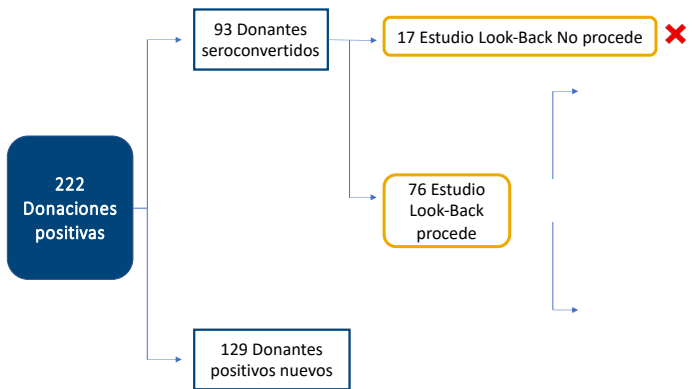 93 Donantes
seroconvertidos
17 Estudio Look-Back No procede
222
Donaciones
positivas
76 Estudio
Look-Back
procede
129 Donantes
positivos nuevos